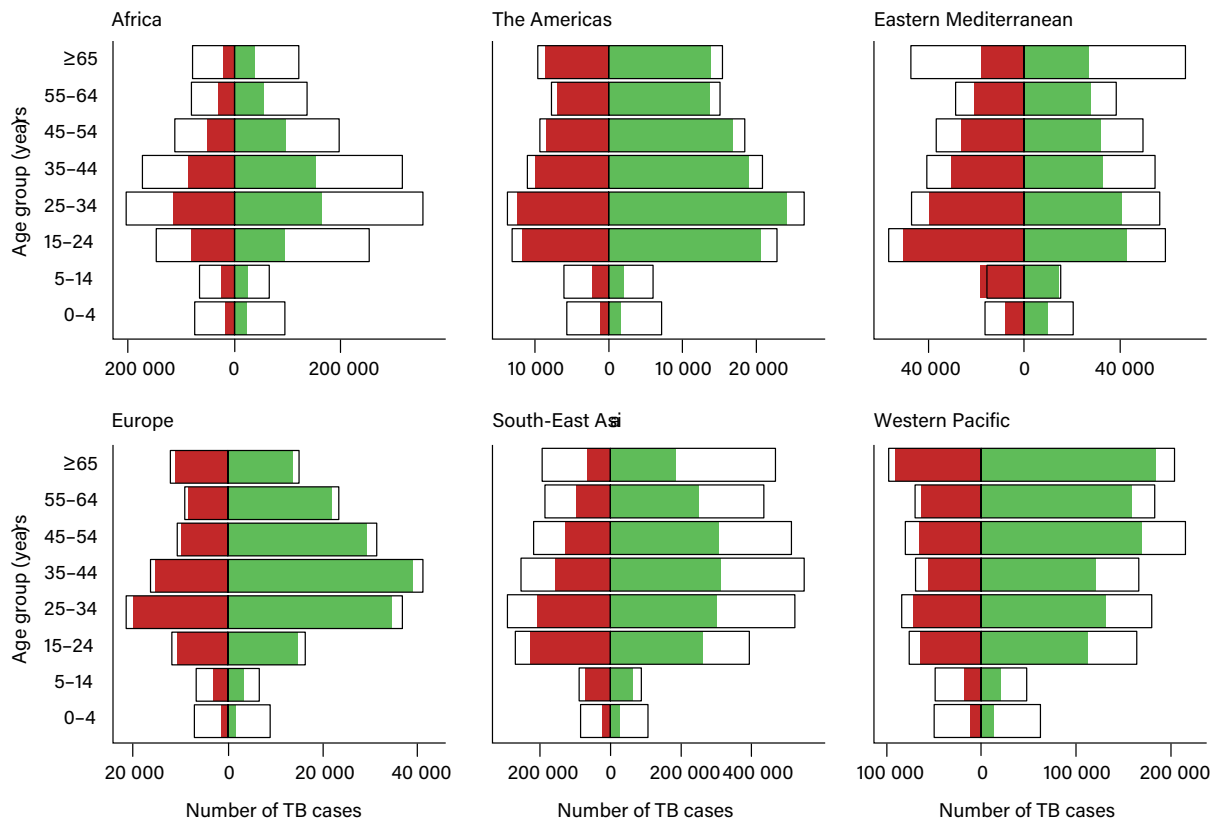 Africa
The Americas
Eastern Mediterranean
Age group (years)
≥65
55–64
45–54
35–44
25–34
15–24
5–14
0–4
200 000 0 200 000
10 000 0 10 000 20 000
40 000 0 40 000
Europe
South-East Asia
Western Pacific
Age group (years)
≥65
55–64
45–54
35–44
25–34
15–24
5–14
0–4
20 000 0 20 000 40 000
200 000 0 200 000 400 000
100 000 0 100 000 200 000
Number of TB cases
Number of TB cases
Number of TB cases